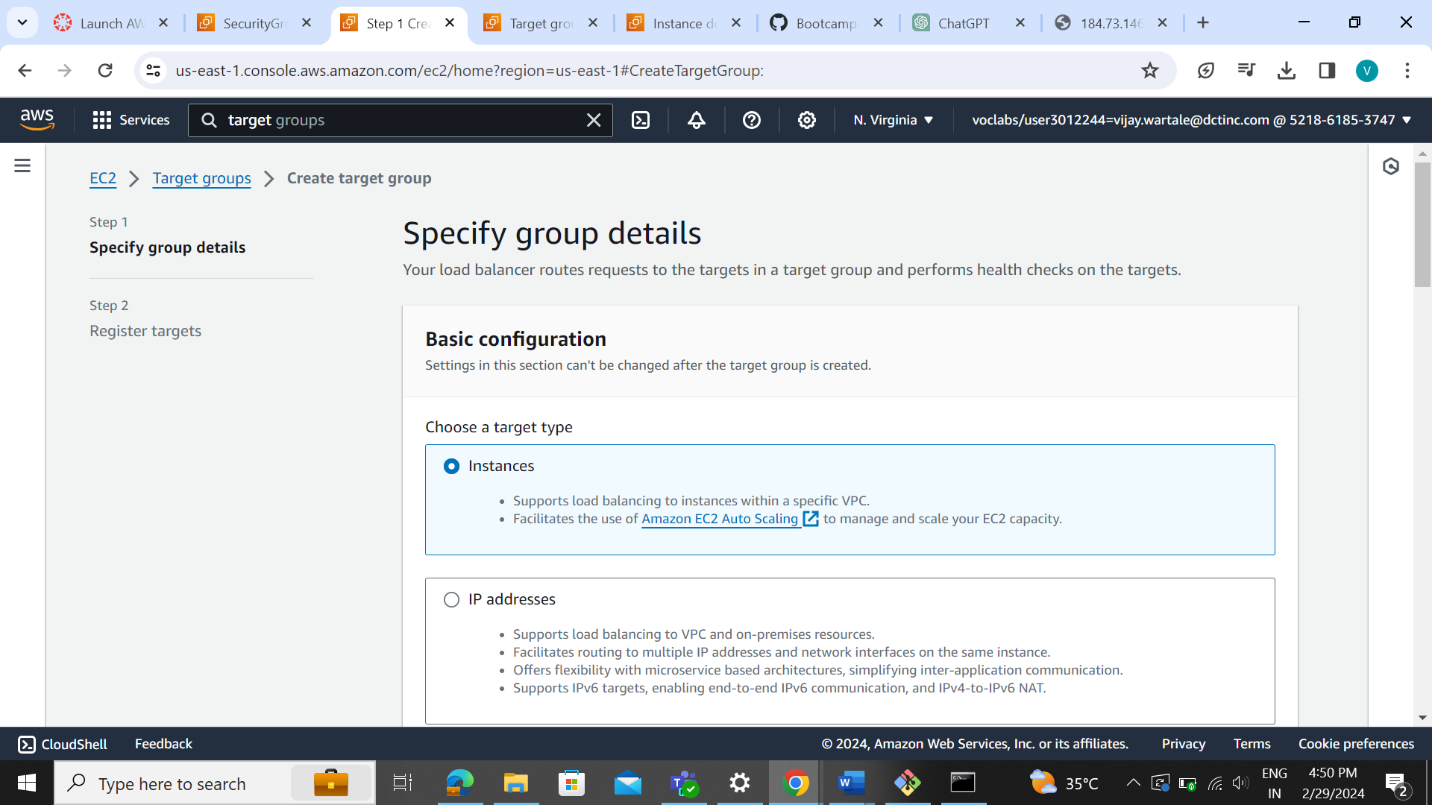 Launch AW
SecurityGro
Step 1 Crea
Target grou
Instance de
Bootcamp
ChatGPT
184.73.146
us-east-1.console.aws.amazon.com/ec2/home?region=us-east-1#CreateTargetGroup:
V
aws
Services
target groups
N. Virginia
voclabs/user3012244=vijay.wartale@dctinc.com @ 5218-6185-3747
EC2
Target groups
Create target group
Step 1
Specify group details
Step 2
Register targets
Specify group details
Your load balancer routes requests to the targets in a target group and performs health checks on the targets.
Basic configuration
Settings in this section can't be changed after the target group is created.
Choose a target type
Instances
Supports load balancing to instances within a specific VPC.
Facilitates the use of Amazon EC2 Auto Scaling to manage and scale your EC2 capacity.
IP addresses
Supports load balancing to VPC and on-premises resources.
Facilitates routing to multiple IP addresses and network interfaces on the same instance.
Offers flexibility with microservice based architectures, simplifying inter-application communication.
Supports IPv6 targets, enabling end-to-end IPv6 communication, and IPv4-to-IPv6 NAT.
CloudShell
Feedback
© 2024, Amazon Web Services, Inc. or its affiliates.
Privacy
Terms
Cookie preferences
Type here to search
35°C
ENG
IN
4:50 PM
2/29/2024
2